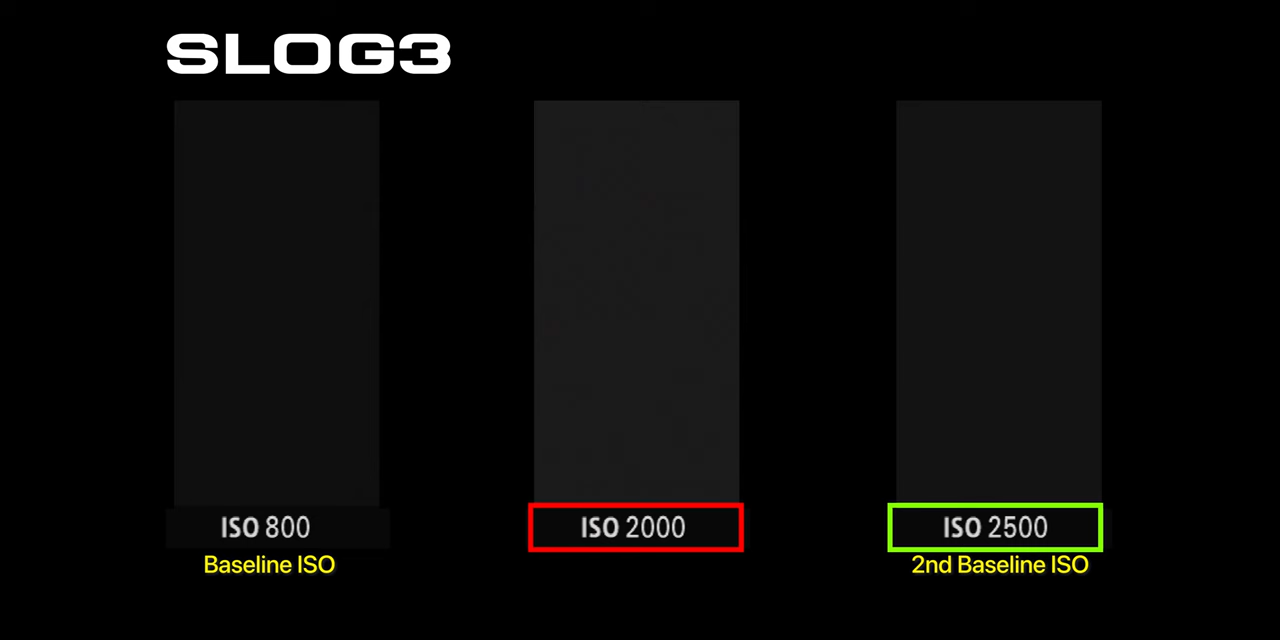 SLOG3
ISO 800
ISO 2000
ISO 2500
Baseline ISO
2nd Baseline ISO